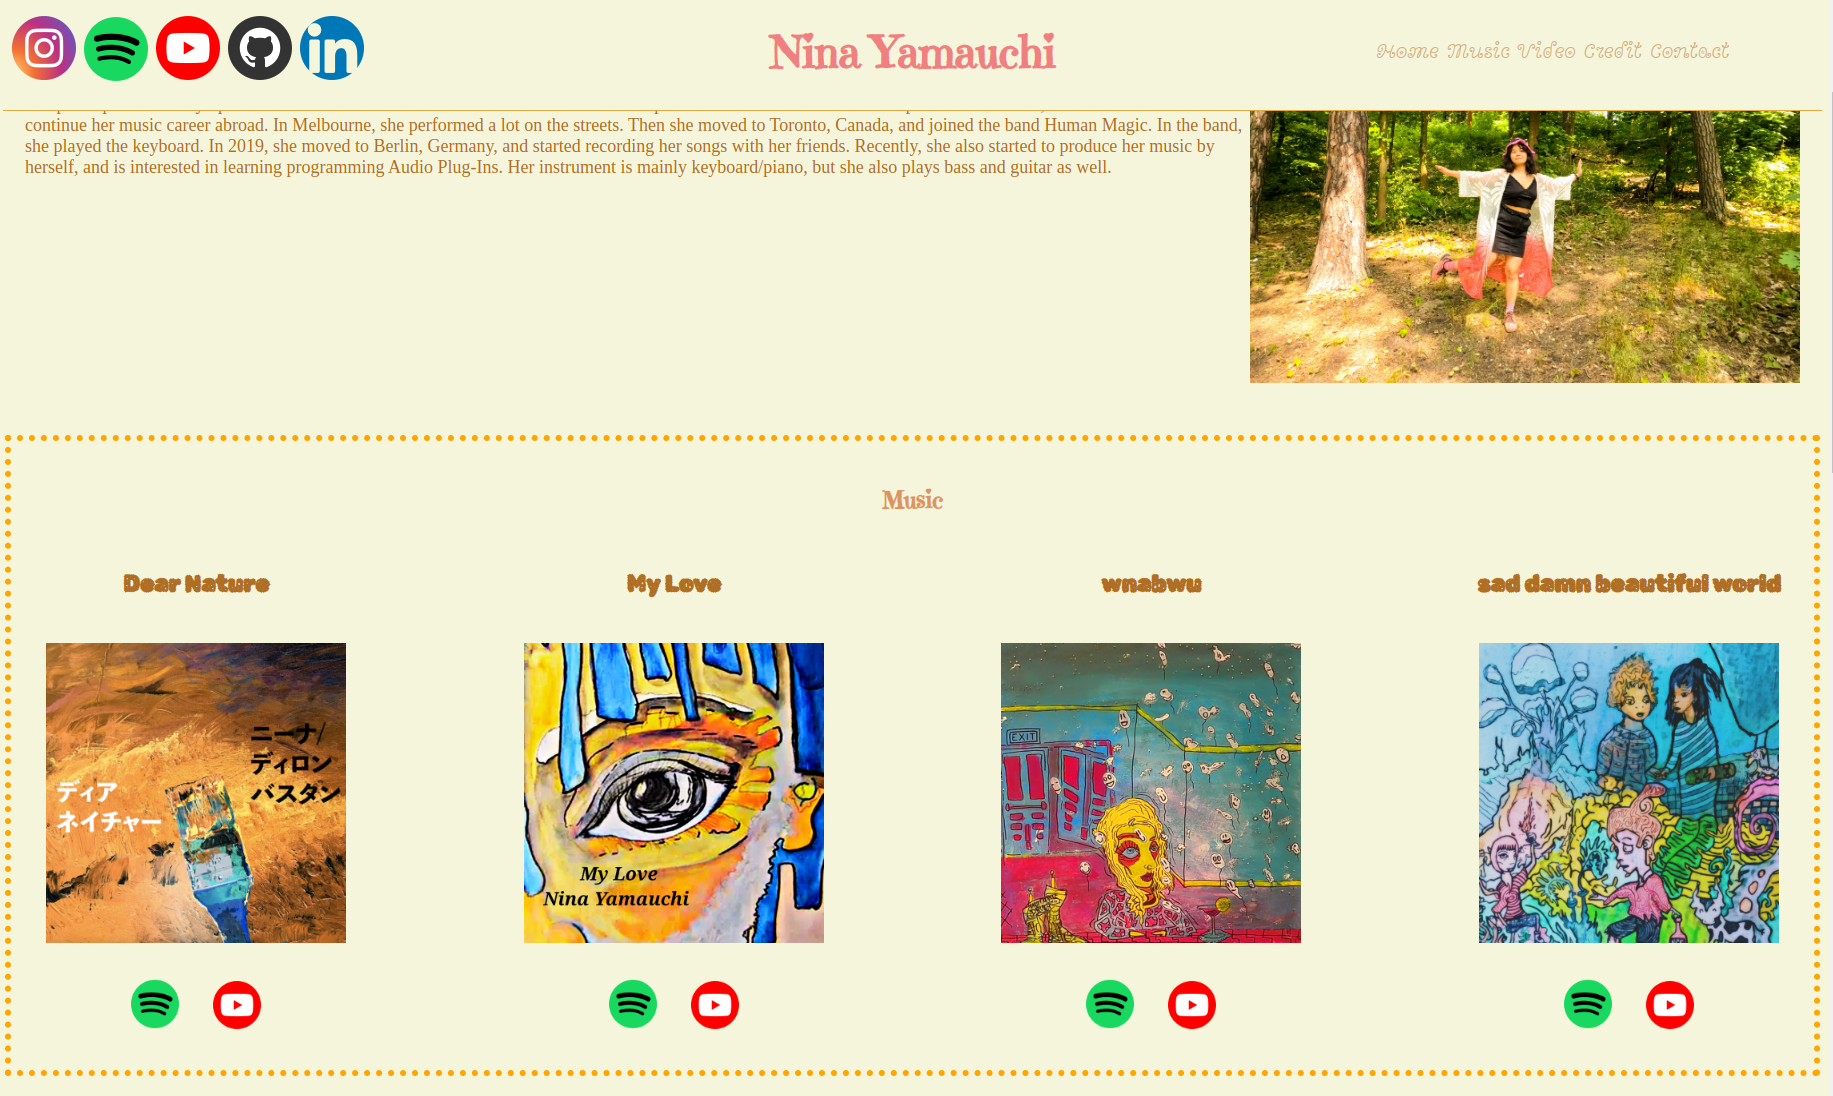 Nina Yamauchi
Home Music Video Credit Contact
continue her music career abroad. In Melbourne, she performed a lot on the streets. Then she moved to Toronto, Canada, and joined the band Human Magic. In the band,
she played the keyboard. In 2019, she moved to Berlin, Germany, and started recording her songs with her friends. Recently, she also started to produce her music by
herself, and is interested in learning programming Audio Plug-Ins. Her instrument is mainly keyboard/piano, but she also plays bass and guitar as well.
Music
Dear Nature
My Love
wnabwu
sad damn beautiful world
ニーナ/
ディロン
バスタン
ディア
ネイチャー
My Love
Nina Yamauchi
EXIT